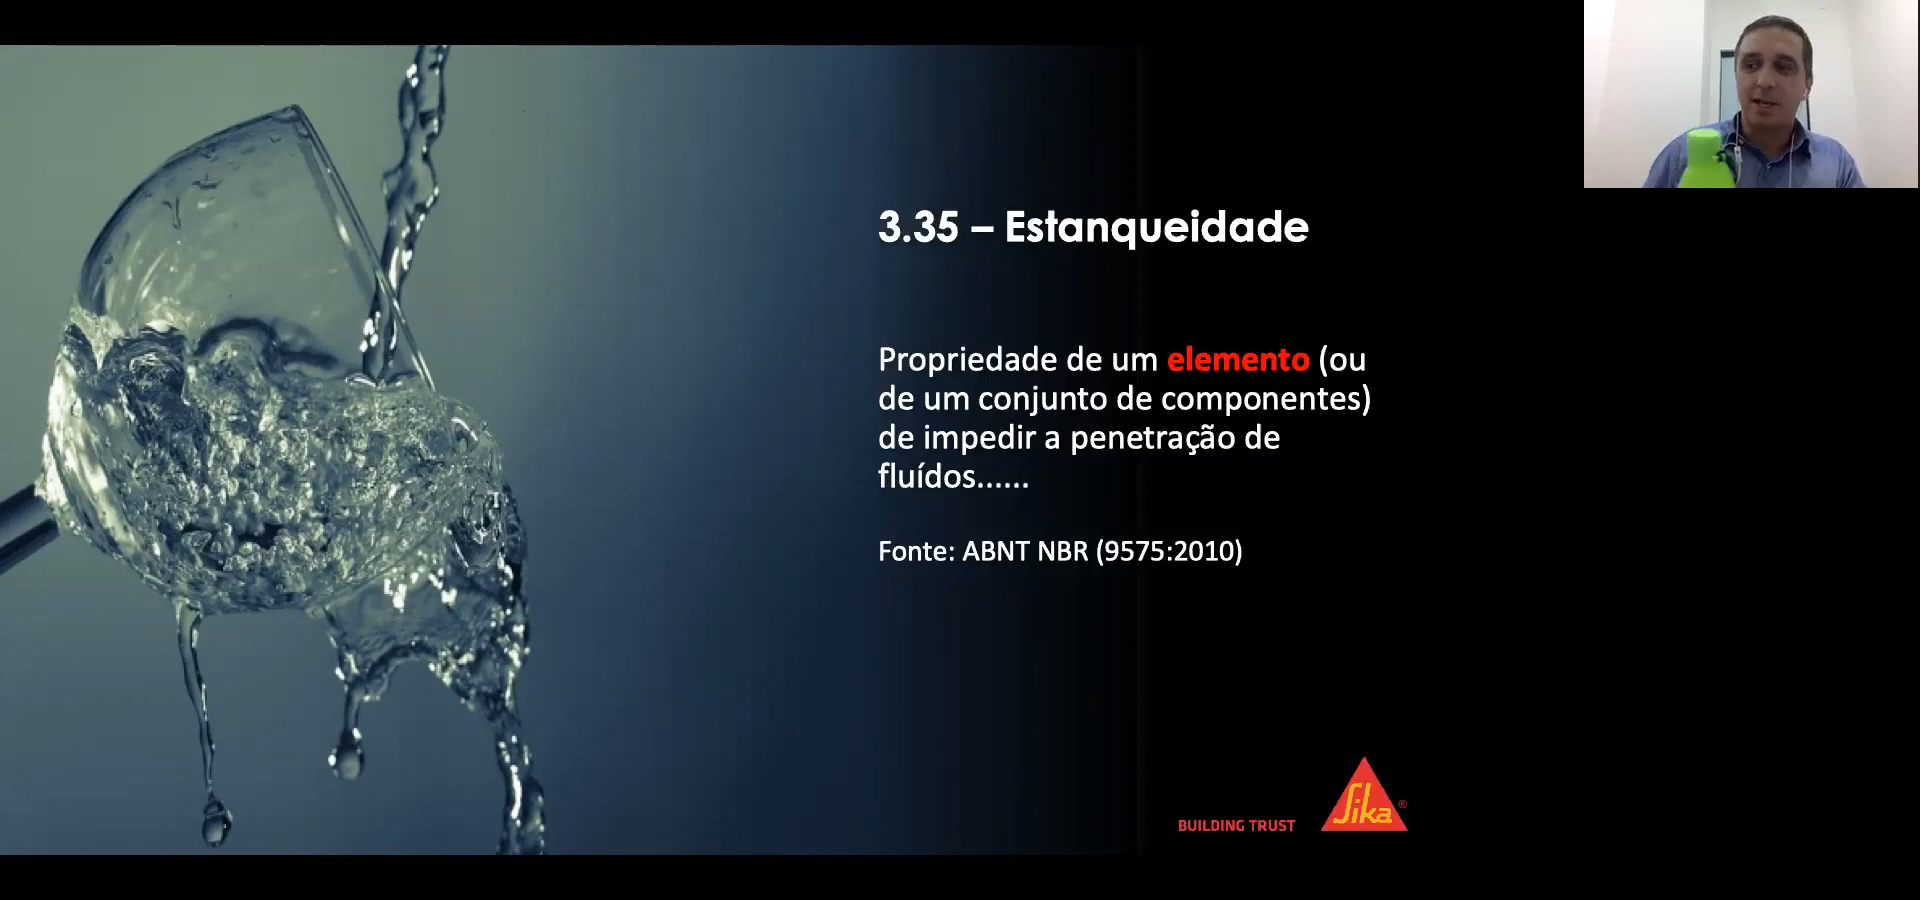 3.35 – Estanqueidade
Propriedade de um elemento (ou
de um conjunto de componentes)
de impedir a penetração de
fluídos......
Fonte: ABNT NBR (9575:2010)
BUILDING TRUST
Sika®